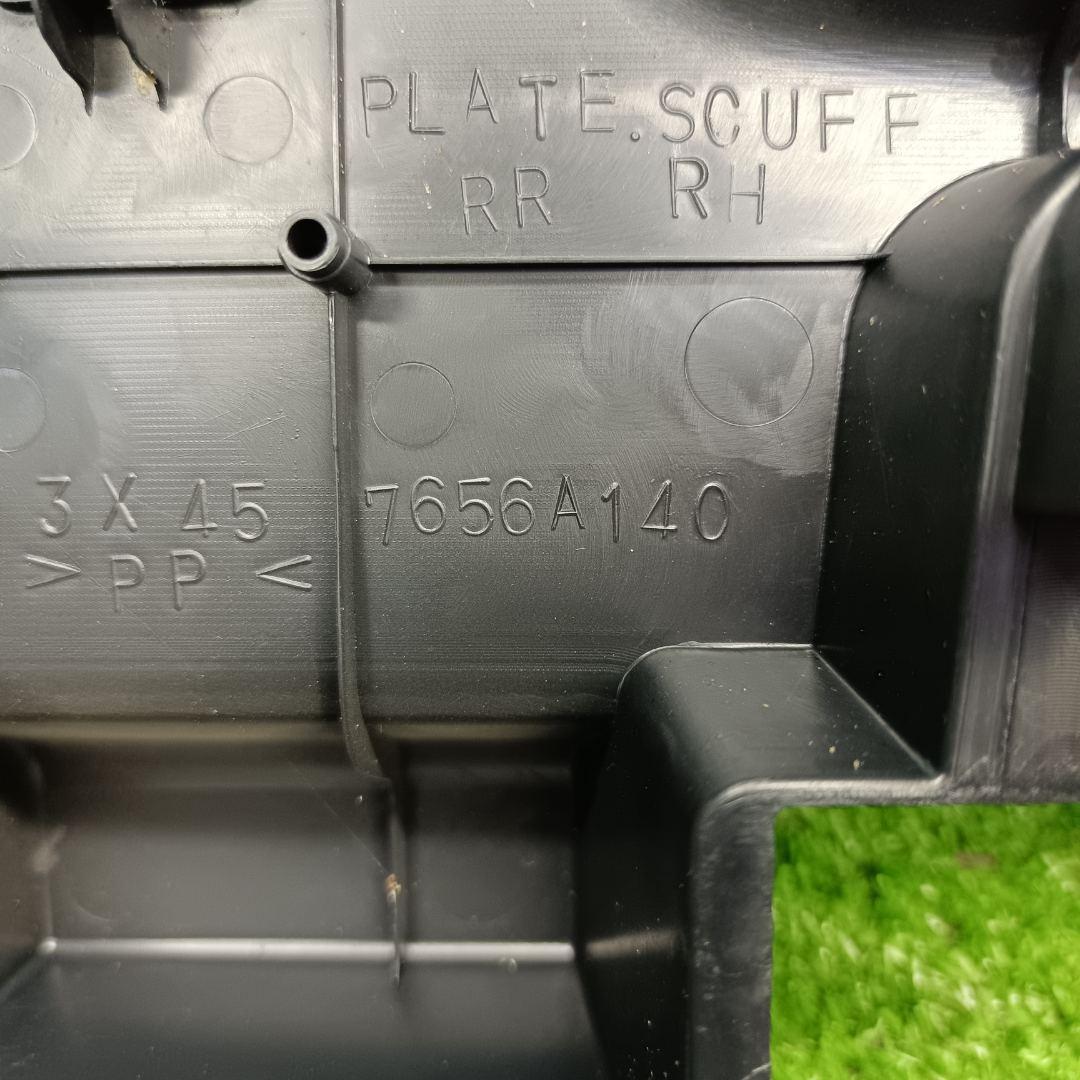 PLATE.SCUFF
RR RH
3X45
>PP<
7656A140